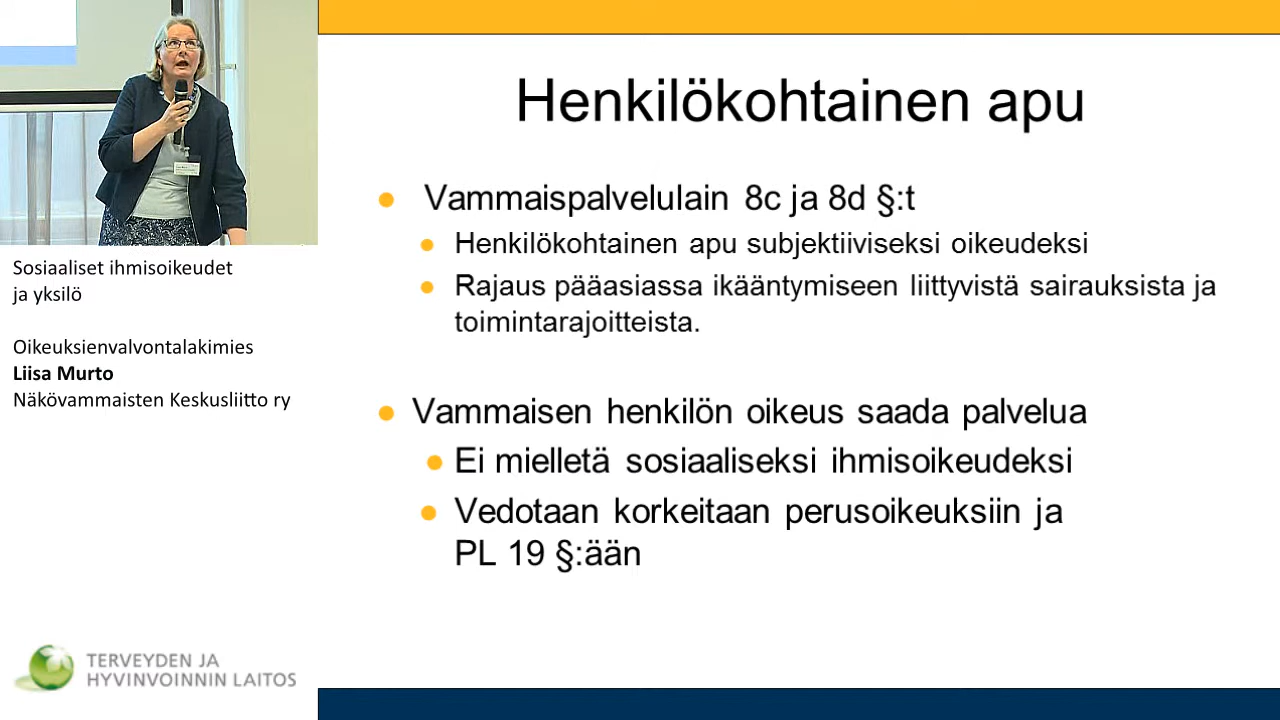 Henkilökohtainen apu
Vammaispalvelulain 8c ja 8d §:t
Henkilökohtainen apu subjektiiviseksi oikeudeksi
Rajaus pääasiassa ikääntymiseen liittyvistä sairauksista ja
toimintarajoitteista.
Vammaisen henkilön oikeus saada palvelua
Ei mielletä sosiaaliseksi ihmisoikeudeksi
Vedotaan korkeitaan perusoikeuksiin ja
PL 19 §:ään
Sosiaaliset ihmisoikeudet
ja yksilö
Oikeuksienvalvontalakimies
Liisa Murto
Näkövammaisten Keskusliitto ry
TERVEYDEN JA
HYVINVOINNIN LAITOS